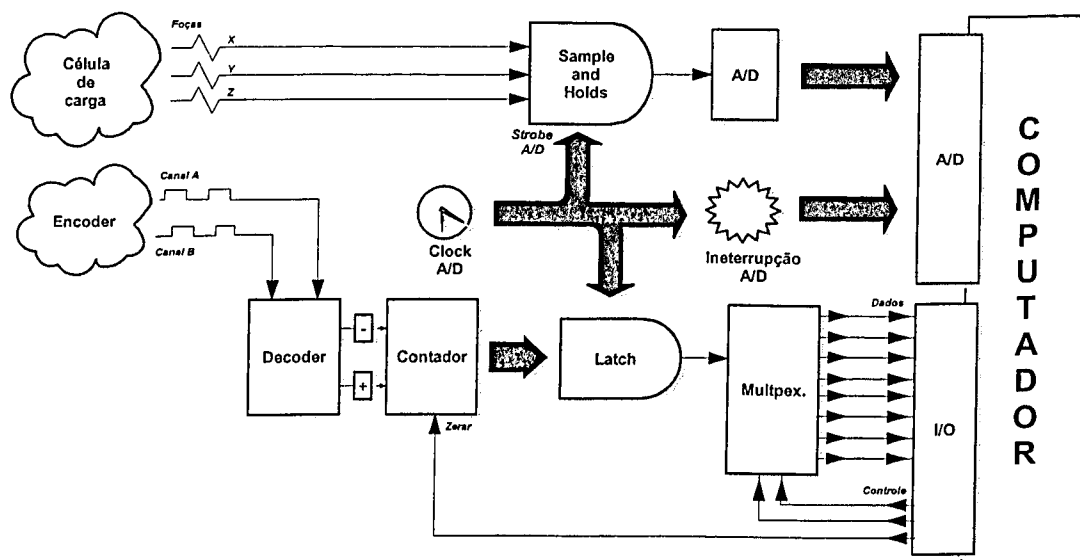 Foças
X
Y
Z
Célula
de
carga
Sample
and
Holds
A/D
A/D
Strobe
A/D
Canal A
Encoder
Canal B
Clock
A/D
Ineterrupção
A/D
COMPUTADOR
Decoder
-
+
Contador
Zerar
Latch
Multpex.
Dados
Controle
I/O